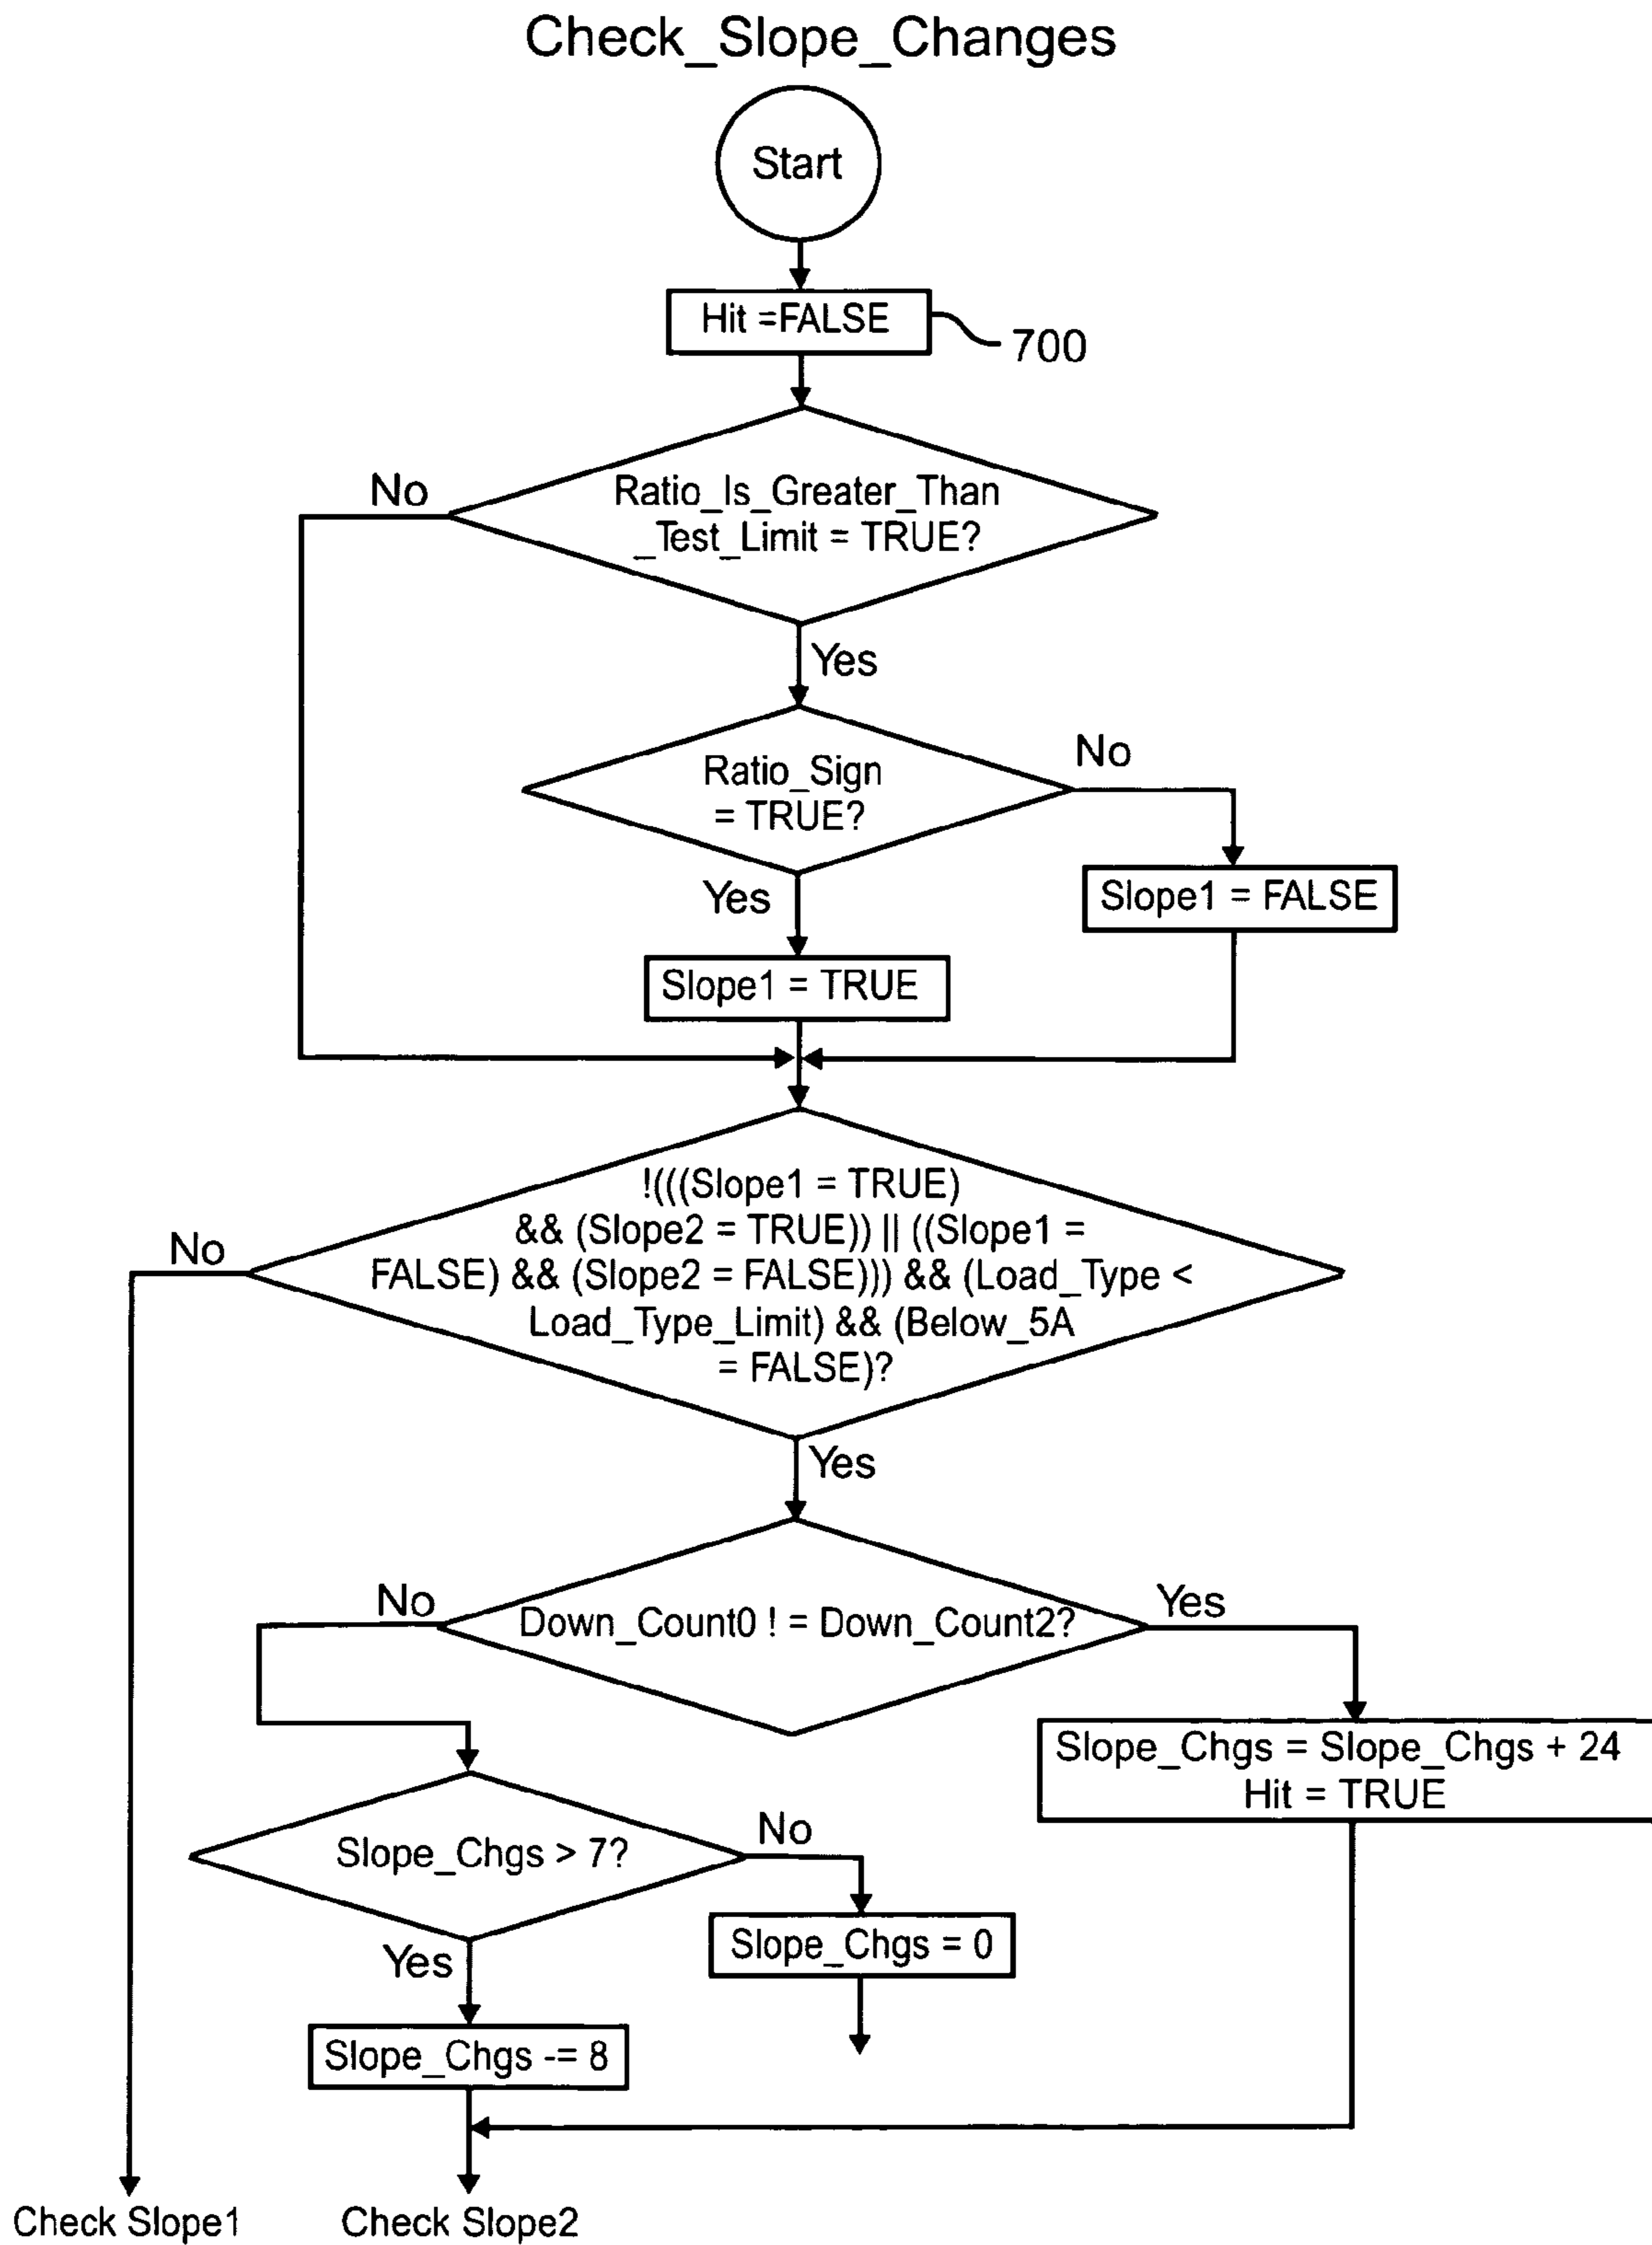 Check_Slope_Changes
Start
Hit =FALSE
700
Ratio_Is_Greater_Than
_Test_Limit = TRUE?
No
Yes
Ratio_Sign
= TRUE?
No
Slope1 = FALSE
Yes
Slope1 = TRUE
!(((Slope1 = TRUE)
&& (Slope2 = TRUE)) || ((Slope1 =
FALSE) && (Slope2 = FALSE))) && (Load_Type <
Load_Type_Limit) && (Below_5A
= FALSE)?
No
Yes
Down_Count0 ! = Down_Count2?
No
Yes
Slope_Chgs = Slope_Chgs + 24
Hit = TRUE
Slope_Chgs > 7?
No
Slope_Chgs = 0
Yes
Slope_Chgs -= 8
Check Slope1
Check Slope2